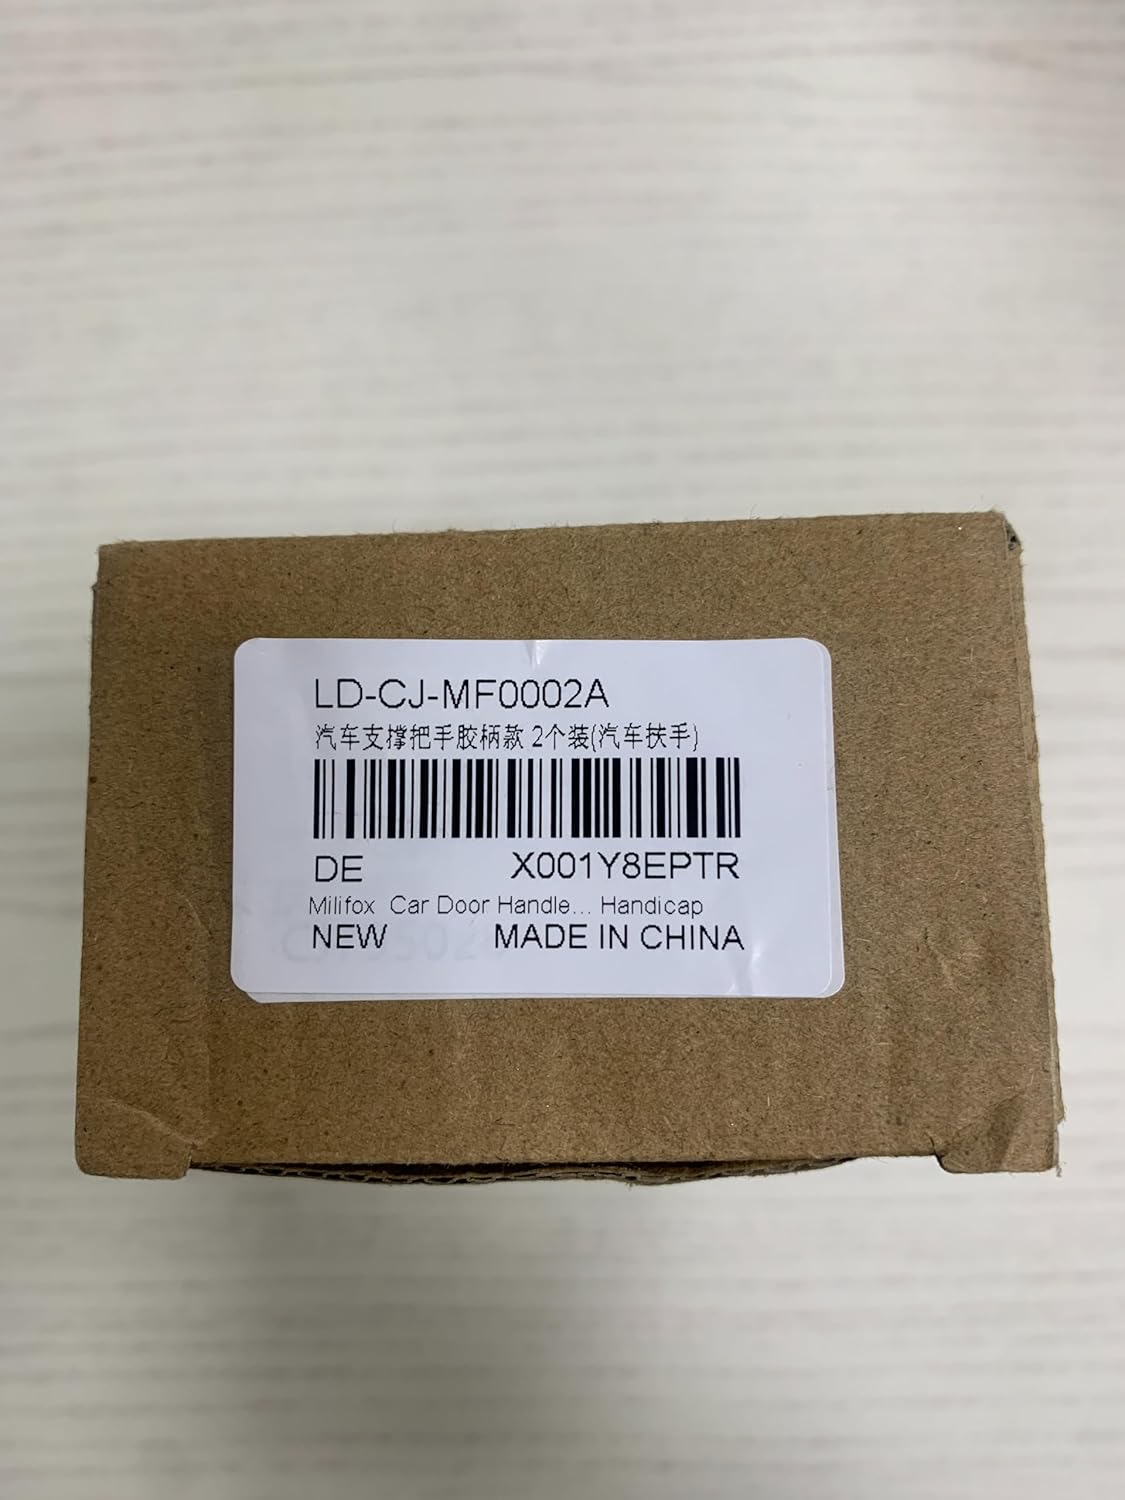 LD-CJ-MF0002A
汽车支撑把手胶柄款 2个装(汽车扶手)
DE X001Y8EPTR
Milifox Car Door Handle... Handicap
NEW MADE IN CHINA